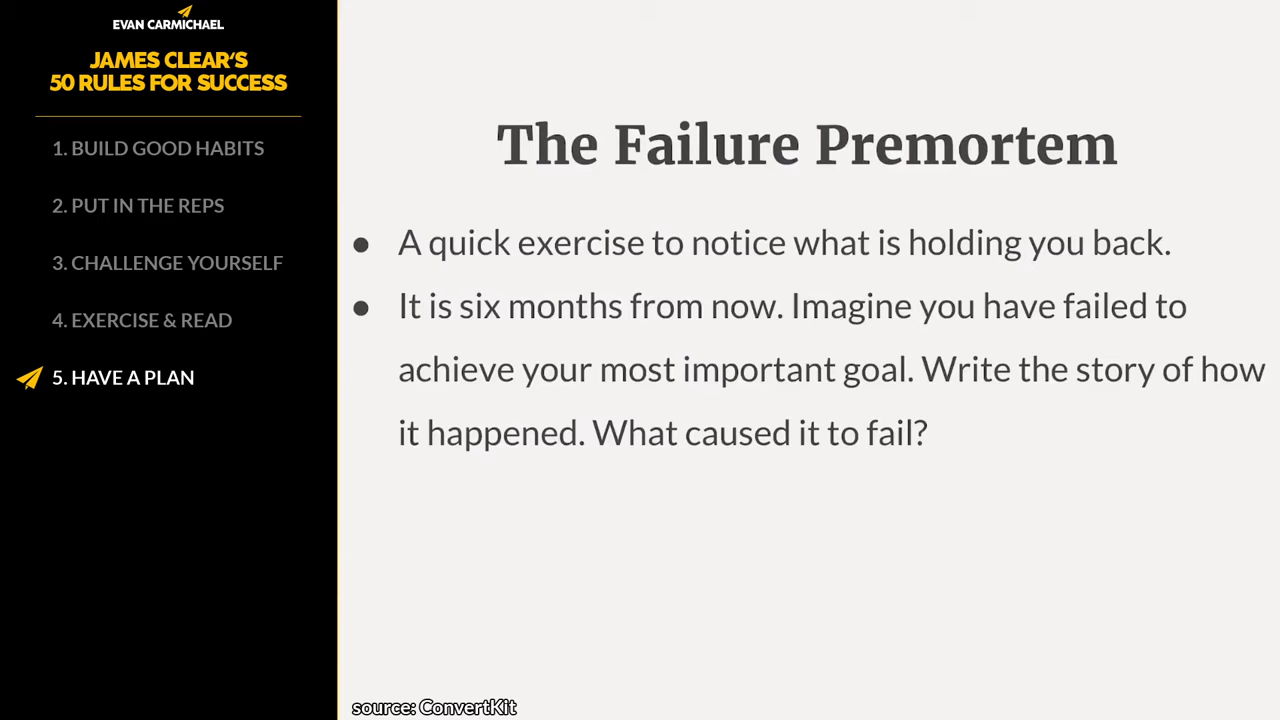 EVAN CARMICHAEL
JAMES CLEAR'S
50 RULES FOR SUCCESS
1. BUILD GOOD HABITS
2. PUT IN THE REPS
3. CHALLENGE YOURSELF
4. EXERCISE & READ
5. HAVE A PLAN
The Failure Premortem
● A quick exercise to notice what is holding you back.
● It is six months from now. Imagine you have failed to
achieve your most important goal. Write the story of how
it happened. What caused it to fail?
source: ConvertKit